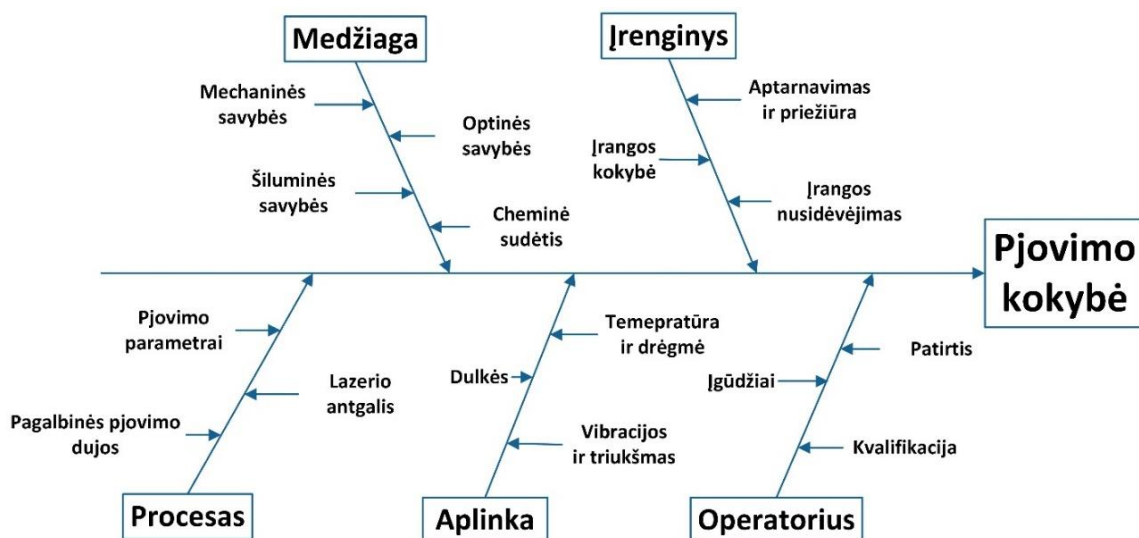 Medžiaga
Įrenginys
Mechaninės
savybės
Optinės
savybės
Šiluminės
savybės
Cheminė
sudėtis
Aptarnavimas
ir priežiūra
Įrangos
kokybė
Įrangos
nusidėvėjimas
Pjovimo
kokybė
Pjovimo
parametrai
Lazerio
antgalis
Pagalbinės pjovimo
dujos
Temepratūra
ir drėgmė
Dulkės
Vibracijos
ir triukšmas
Patirtis
Įgūdžiai
Kvalifikacija
Procesas
Aplinka
Operatorius